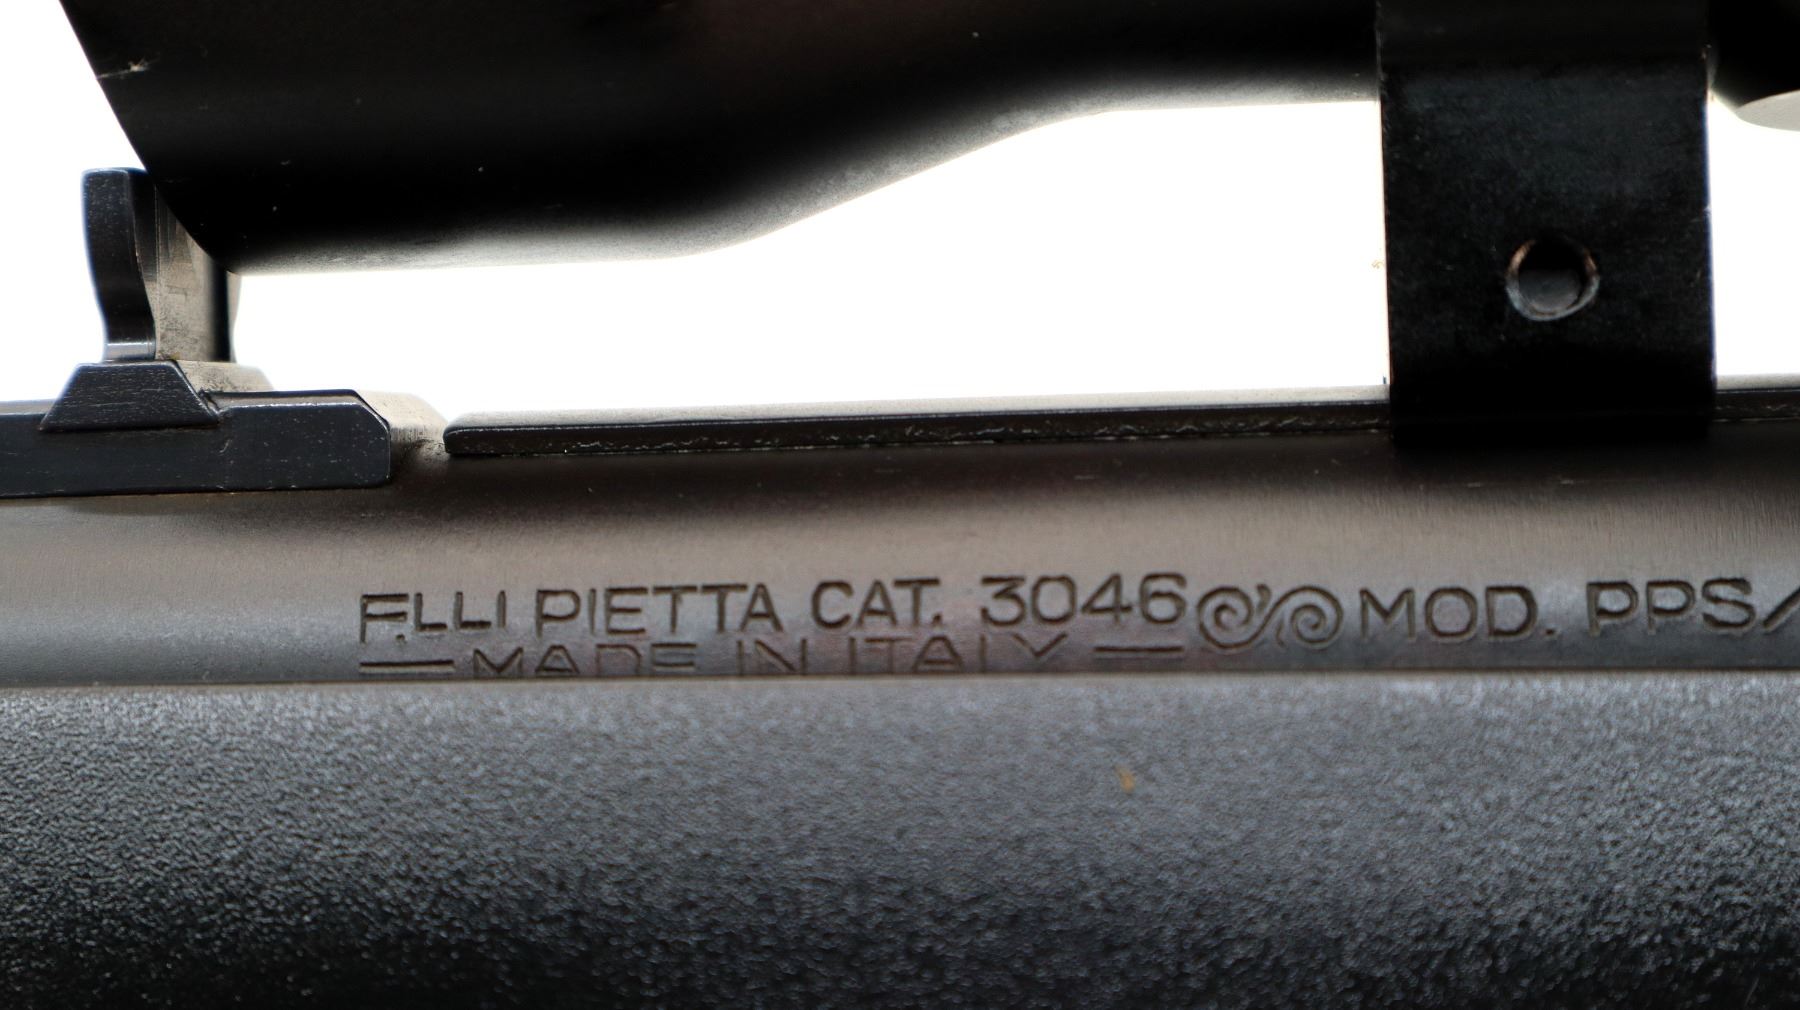 F.LLI PIETTA CAT. 3046 MOD. PPS/
— MADE IN ITALY —